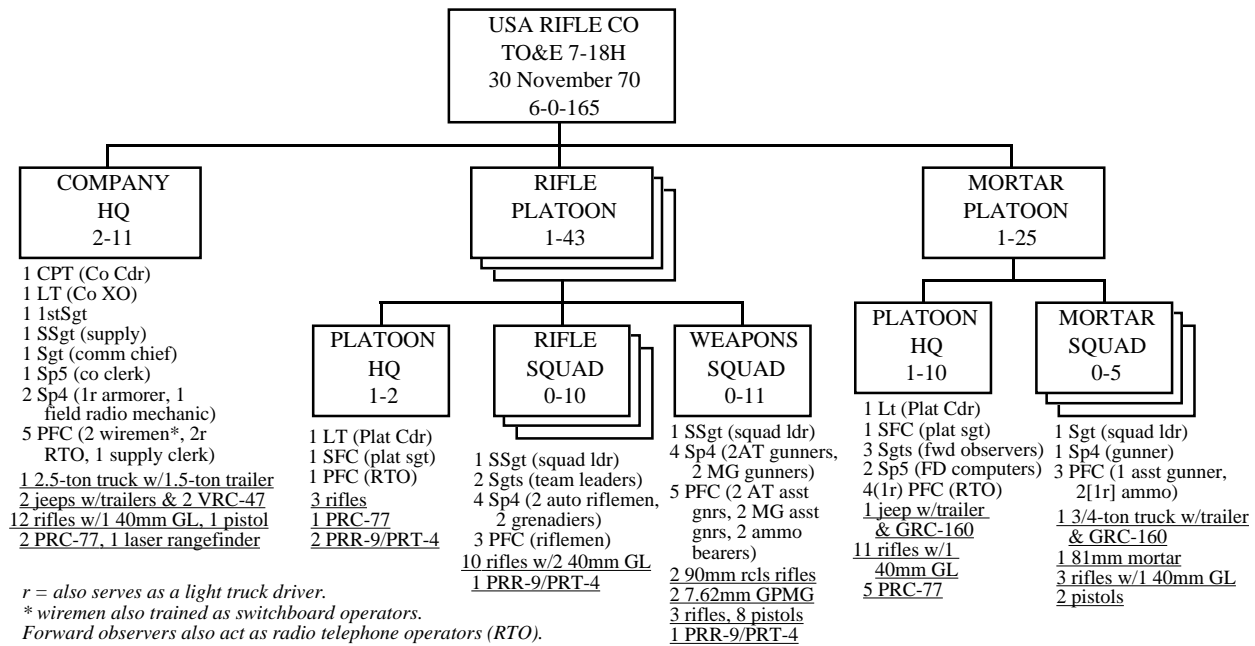 USA RIFLE CO
TO&E 7-18H
30 November 70
6-0-165
COMPANY
HQ
2-11
1 CPT (Co Cdr)
1 LT (Co XO)
1 1stSgt
1 SSgt (supply)
1 Sgt (comm chief)
1 Sp5 (co clerk)
2 Sp4 (1r armorer, 1
field radio mechanic)
5 PFC (2 wiremen*, 2r
RTO, 1 supply clerk)
1 2.5-ton truck w/1.5-ton trailer
2 jeeps w/trailers & 2 VRC-47
12 rifles w/1 40mm GL, 1 pistol
2 PRC-77, 1 laser rangefinder
RIFLE
PLATOON
1-43
PLATOON
HQ
1-2
1 LT (Plat Cdr)
1 SFC (plat sgt)
1 PFC (RTO)
3 rifles
1 PRC-77
2 PRR-9/PRT-4
RIFLE
SQUAD
0-10
1 SSgt (squad ldr)
2 Sgts (team leaders)
4 Sp4 (2 auto riflemen,
2 grenadiers)
3 PFC (riflemen)
10 rifles w/2 40mm GL
1 PRR-9/PRT-4
WEAPONS
SQUAD
0-11
1 SSgt (squad ldr)
4 Sp4 (2AT gunners,
2 MG gunners)
5 PFC (2 AT asst
gnrs, 2 MG asst
gnrs, 2 ammo
bearers)
2 90mm rcls rifles
2 7.62mm GPMG
3 rifles, 8 pistols
1 PRR-9/PRT-4
MORTAR
PLATOON
1-25
PLATOON
HQ
1-10
1 Lt (Plat Cdr)
1 SFC (plat sgt)
3 Sgts (fwd observers)
2 Sp5 (FD computers)
4(1r) PFC (RTO)
1 jeep w/trailer
& GRC-160
11 rifles w/1
40mm GL
5 PRC-77
MORTAR
SQUAD
0-5
1 Sgt (squad ldr)
1 Sp4 (gunner)
3 PFC (1 asst gunner,
2[1r] ammo)
1 3/4-ton truck w/trailer
& GRC-160
1 81mm mortar
3 rifles w/1 40mm GL
2 pistols
r = also serves as a light truck driver.
* wiremen also trained as switchboard operators.
Forward observers also act as radio telephone operators (RTO).